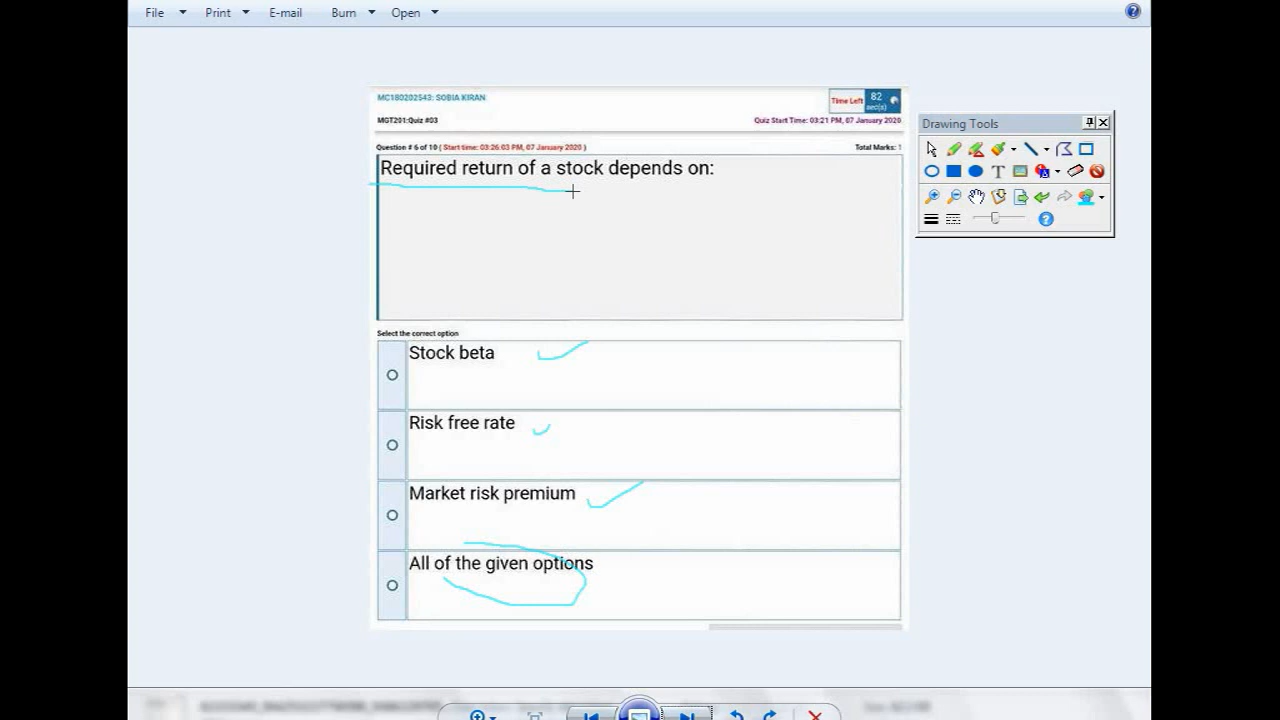 File Print E-mail Burn Open
MC180202543: SOBIA KIRAN
Time Left 82 sec(s)
MGT201:Quiz #03
Quiz Start Time: 03:21 PM, 07 January 2020
Question # 6 of 10 ( Start time: 03:26:03 PM, 07 January 2020 )
Total Marks: 1
Required return of a stock depends on:
Select the correct option
Stock beta
Risk free rate
Market risk premium
All of the given options
Drawing Tools